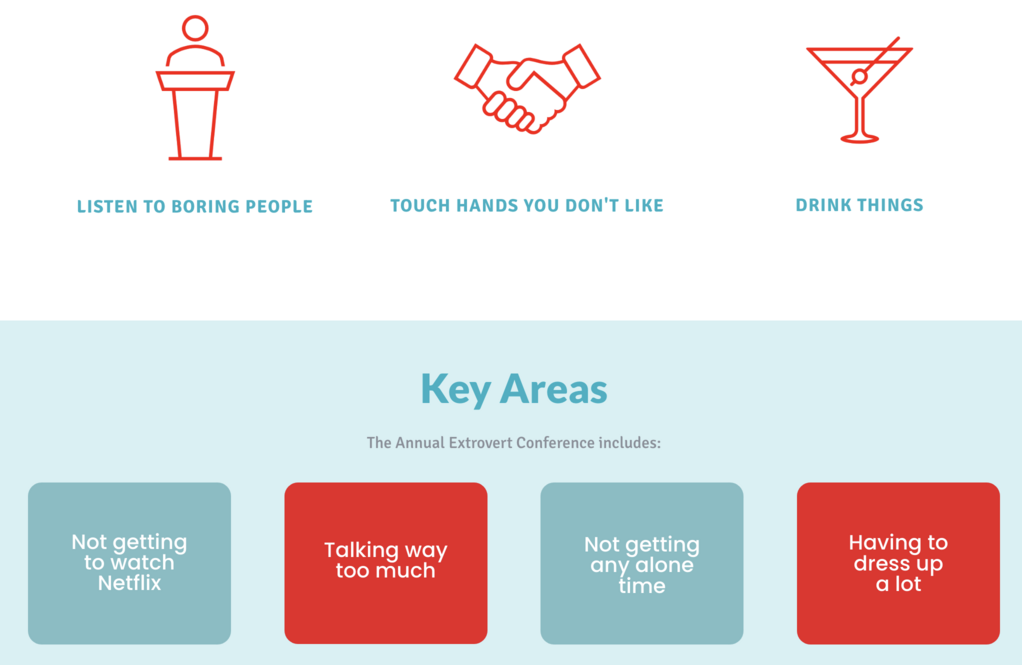 LISTEN TO BORING PEOPLE
TOUCH HANDS YOU DON'T LIKE
DRINK THINGS
Key Areas
The Annual Extrovert Conference includes:
Not getting
to watch
Netflix
Talking way
too much
Not getting
any alone
time
Having to
dress up
a lot